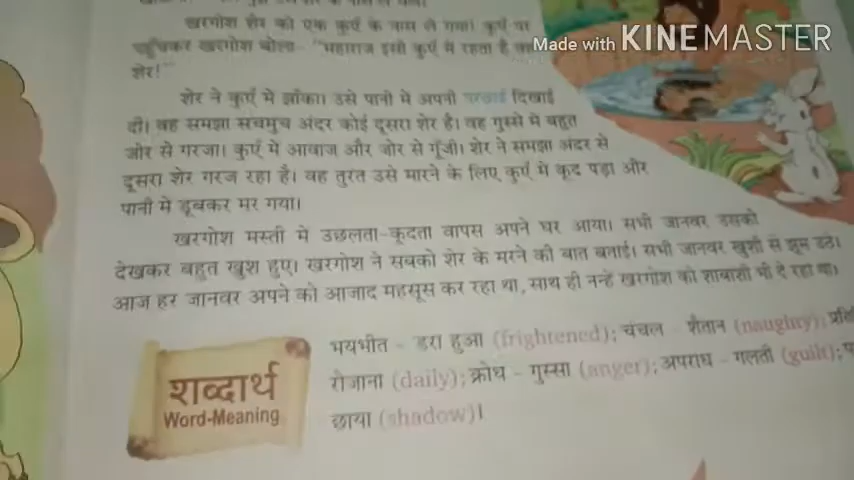 खरगोश शेर को एक कुएँ के पास ले गया। कुएँ पर
पहुँचकर खरगोश बोला- "महाराज इसी कुएँ में रहता है वह
शेर!"
Made with KINEMASTER
शेर ने कुएँ में झाँका। उसे पानी में अपनी परछाई दिखाई
दी। वह समझा सचमुच अंदर कोई दूसरा शेर है। वह गुस्से में बहुत
जोर से गरजा। कुएँ में आवाज और जोर से गूँजी। शेर ने समझा अंदर से
दूसरा शेर गरज रहा है। वह तुरंत उसे मारने के लिए कुएँ में कूद पड़ा और
पानी में डूबकर मर गया।
खरगोश मस्ती में उछलता-कूदता वापस अपने घर आया। सभी जानवर उसको
देखकर बहुत खुश हुए। खरगोश ने सबको शेर के मरने की बात बताई। सभी जानवर खुशी से झूम उठे।
आज हर जानवर अपने को आजाद महसूस कर रहा था, साथ ही नन्हे खरगोश को शाबाशी भी दे रहा था।
शब्दार्थ
Word-Meaning
भयभीत - डरा हुआ (frightened); चंचल - शैतान (naughty);
रोजाना (daily); क्रोध - गुस्सा (anger); अपराध - गलती (guilt);
छाया (shadow)।